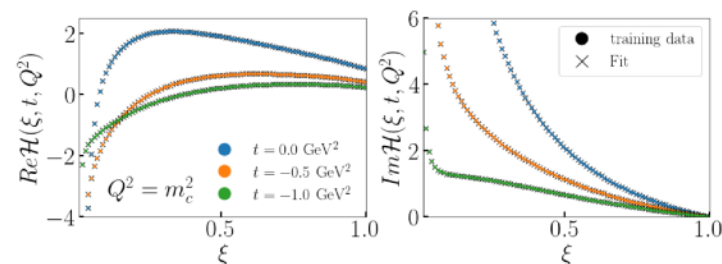 2
0
−2
−4
0.5
1.0
ξ
ReH(ξ, t, Q²)
Q² = m_c²
t = 0.0 GeV²
t = −0.5 GeV²
t = −1.0 GeV²
6
4
2
0
0.5
1.0
ξ
ImH(ξ, t, Q²)
training data
Fit